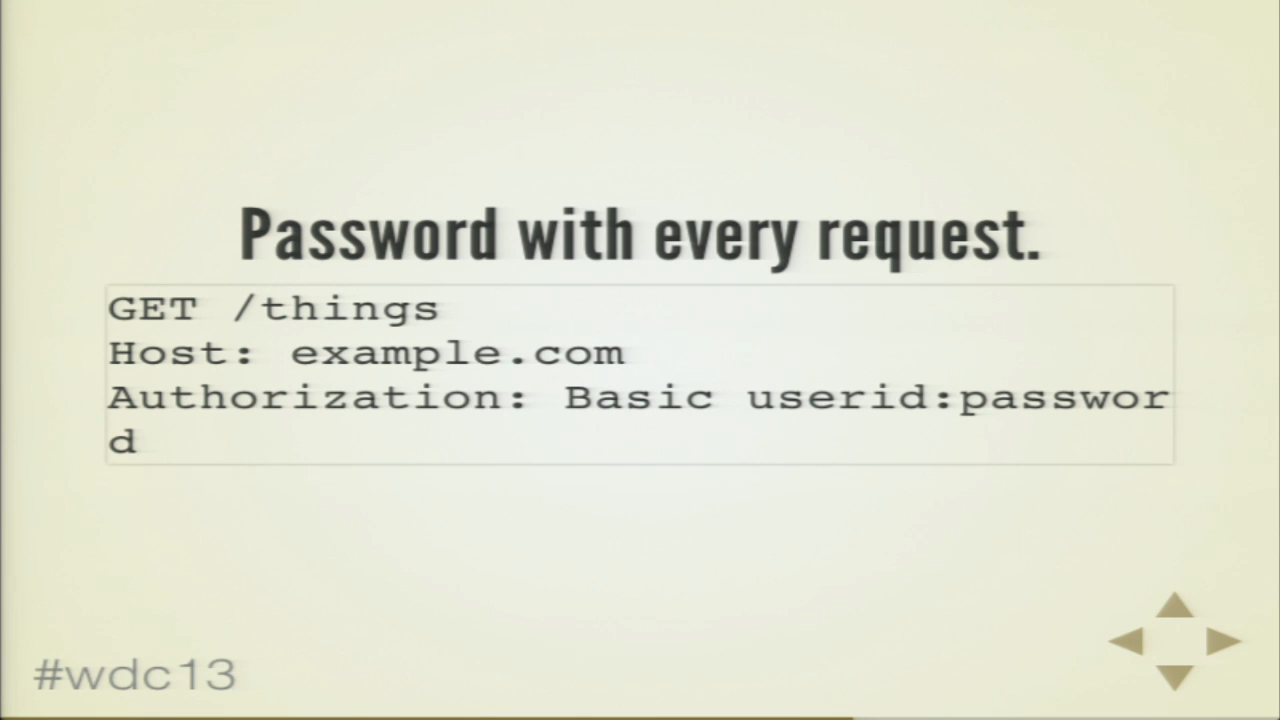 Password with every request.
GET /things
Host: example.com
Authorization: Basic userid:passwor
d
#wdc13